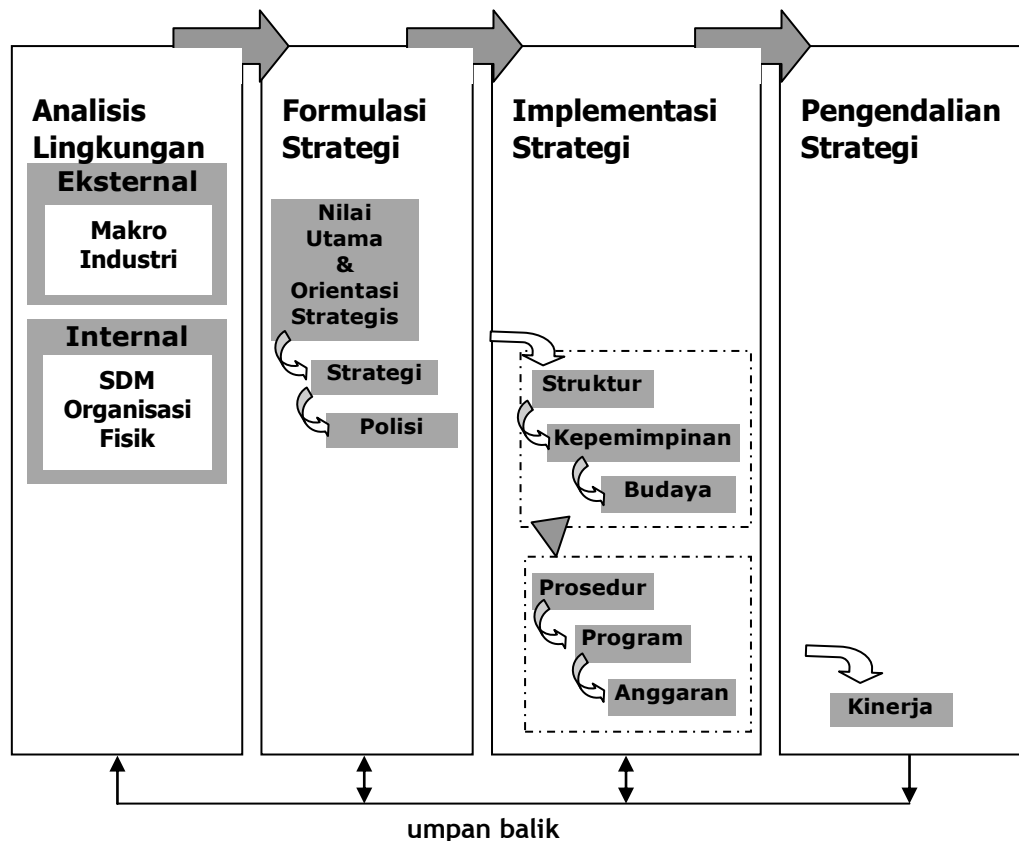 Analisis
Lingkungan
Eksternal
Makro
Industri
Internal
SDM
Organisasi
Fisik
Formulasi
Strategi
Nilai
Utama
&
Orientasi
Strategis
Strategi
Polisi
Implementasi
Strategi
Struktur
Kepemimpinan
Budaya
Prosedur
Program
Anggaran
Pengendalian
Strategi
Kinerja
umpan balik